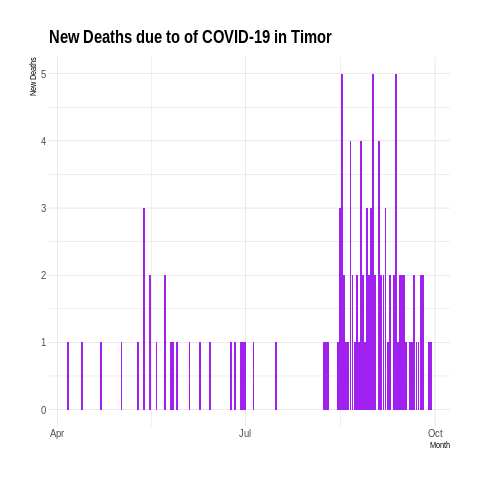 New Deaths due to of COVID-19 in Timor
New Deaths
5
4
3
2
1
0
Apr
Jul
Oct
Month